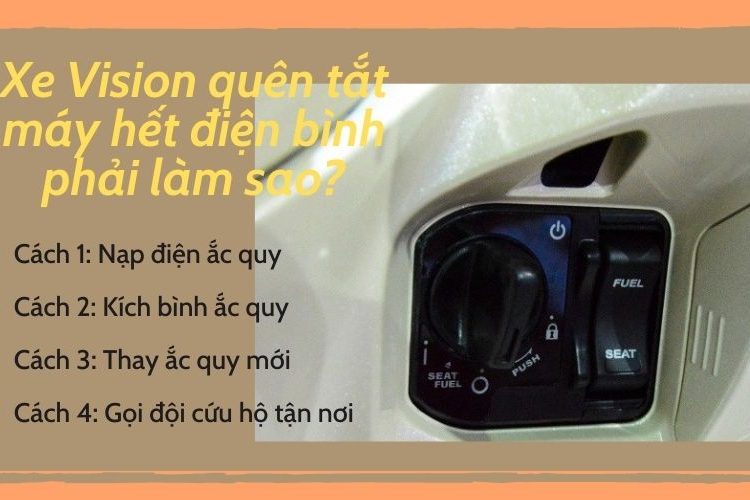 Xe Vision quên tắt
máy hết điện bình
phải làm sao?
Cách 1: Nạp điện ắc quy
Cách 2: Kích bình ắc quy
Cách 3: Thay ắc quy mới
Cách 4: Gọi đội cứu hộ tận nơi
FUEL
SEAT
SEAT
FUEL
PUSH